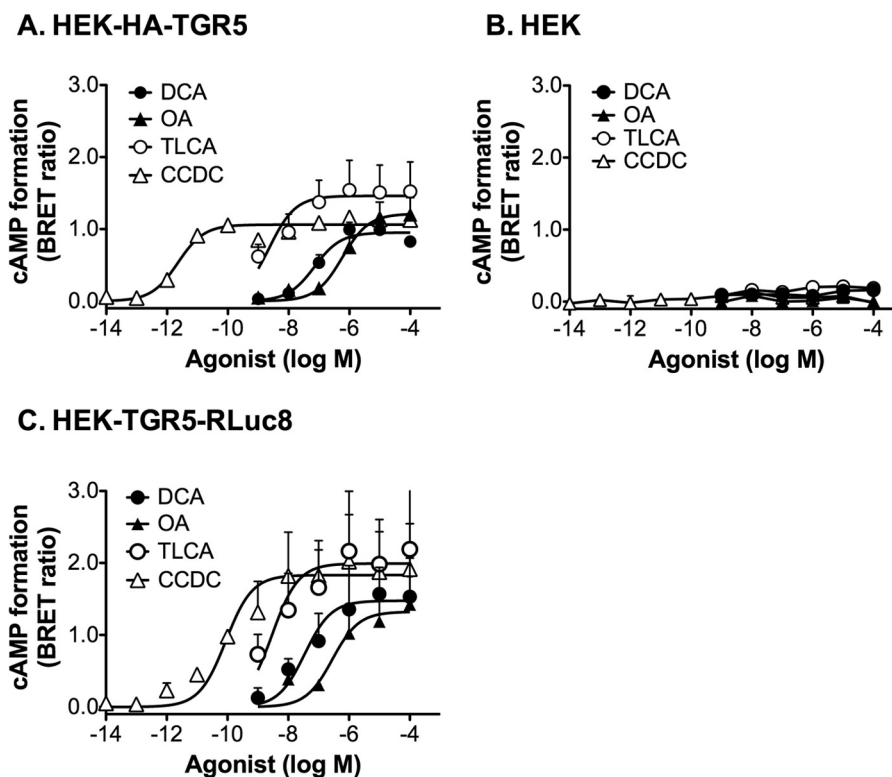 A. HEK-HA-TGR5
cAMP formation
(BRET ratio)
3.0
2.0
1.0
0.0
DCA
OA
TLCA
CCDC
-14 -12 -10 -8 -6 -4
Agonist (log M)
B. HEK
cAMP formation
(BRET ratio)
3.0
2.0
1.0
0.0
DCA
OA
TLCA
CCDC
-14 -12 -10 -8 -6 -4
Agonist (log M)
C. HEK-TGR5-RLuc8
cAMP formation
(BRET ratio)
3.0
2.0
1.0
0.0
DCA
OA
TLCA
CCDC
-14 -12 -10 -8 -6 -4
Agonist (log M)